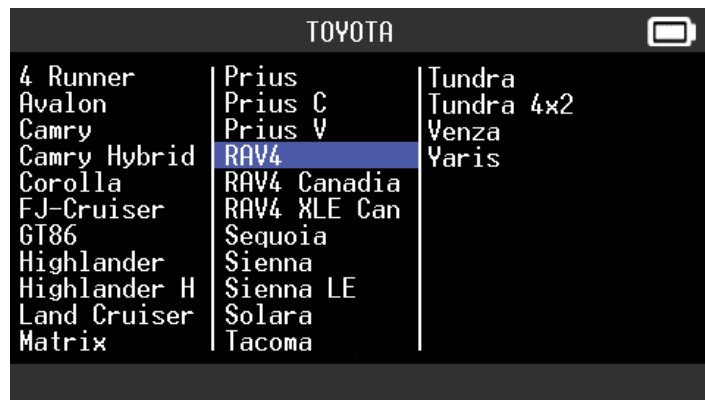 TOYOTA
4 Runner
Avalon
Camry
Camry Hybrid
Corolla
FJ-Cruiser
GT86
Highlander
Highlander H
Land Cruiser
Matrix
Prius
Prius C
Prius V
RAV4
RAV4 Canadia
RAV4 XLE Can
Sequoia
Sienna
Sienna LE
Solara
Tacoma
Tundra
Tundra 4x2
Venza
Yaris